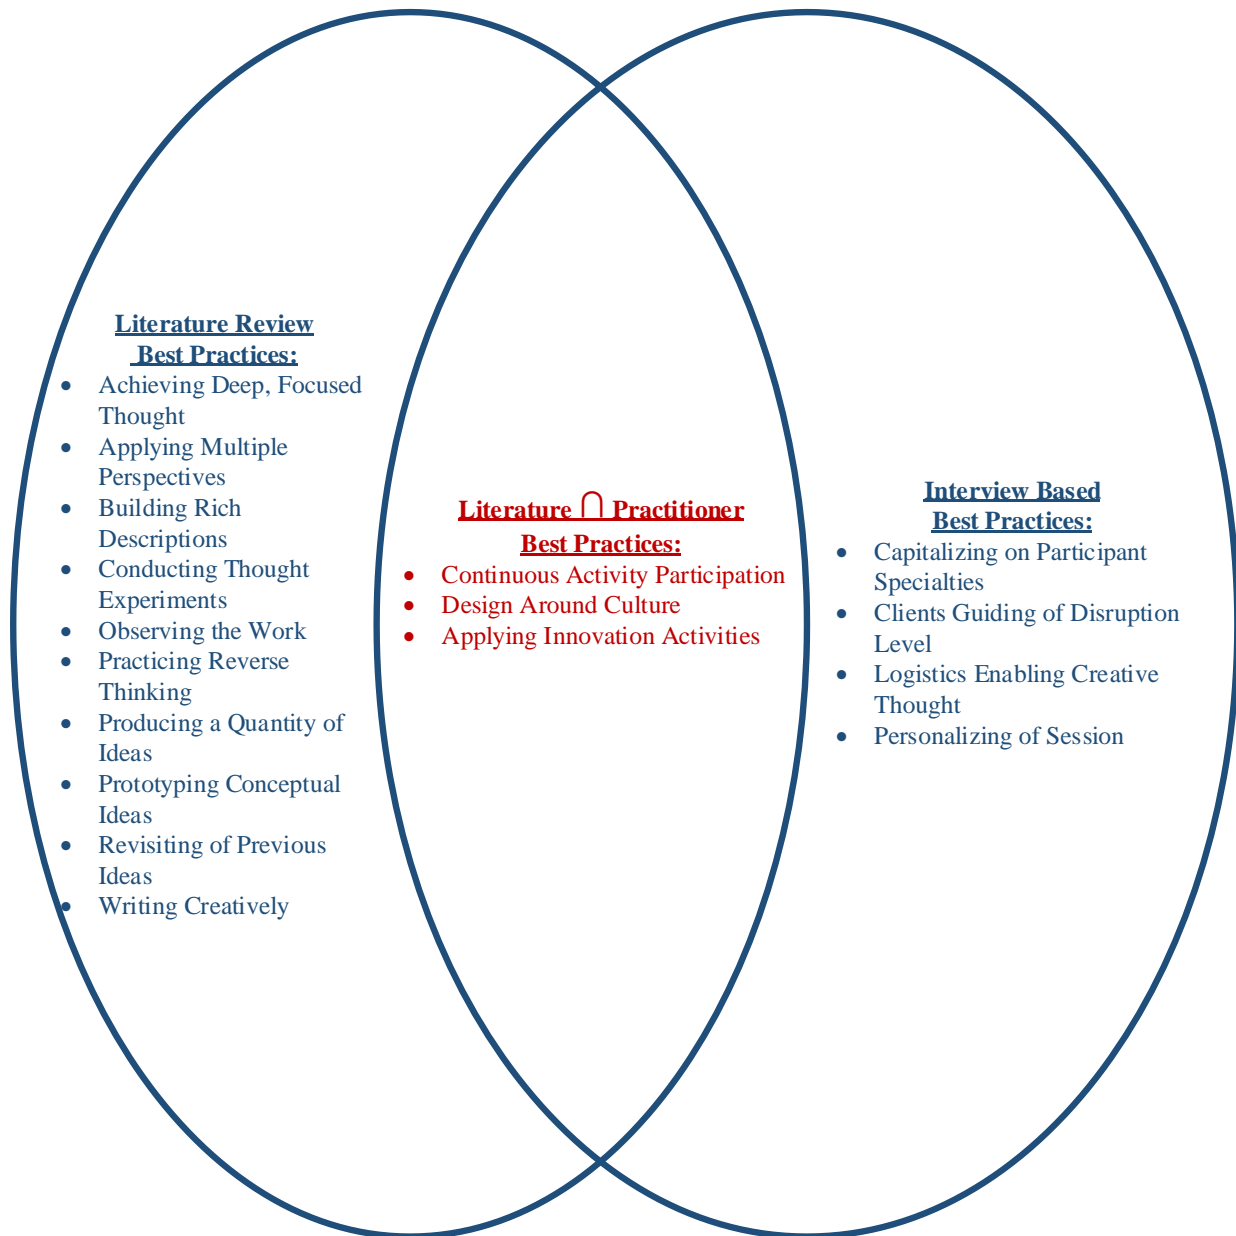 Literature Review
Best Practices:
• Achieving Deep, Focused
Thought
• Applying Multiple
Perspectives
• Building Rich
Descriptions
• Conducting Thought
Experiments
• Observing the Work
• Practicing Reverse
Thinking
• Producing a Quantity of
Ideas
• Prototyping Conceptual
Ideas
• Revisiting of Previous
Ideas
• Writing Creatively
Literature ⋂ Practitioner
Best Practices:
• Continuous Activity Participation
• Design Around Culture
• Applying Innovation Activities
Interview Based
Best Practices:
• Capitalizing on Participant
Specialties
• Clients Guiding of Disruption
Level
• Logistics Enabling Creative
Thought
• Personalizing of Session